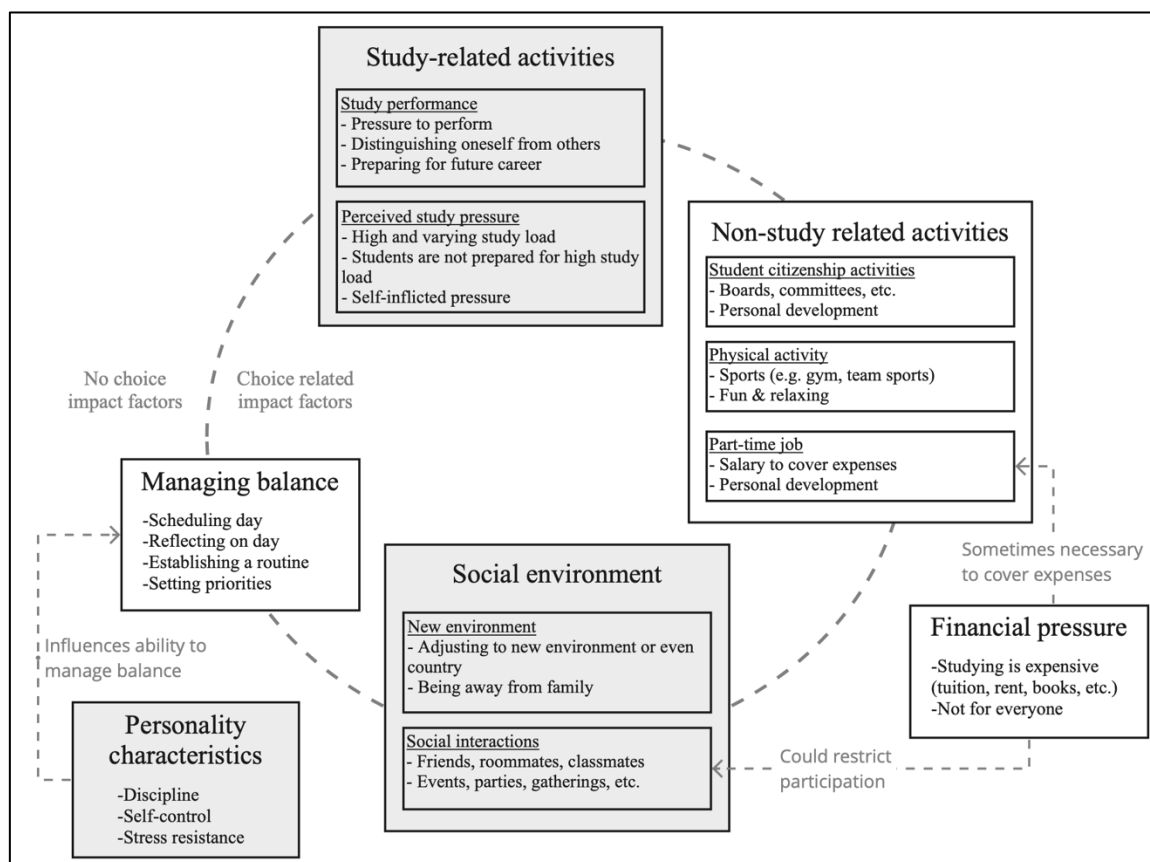 Study-related activities
Study performance
- Pressure to perform
- Distinguishing oneself from others
- Preparing for future career
Perceived study pressure
- High and varying study load
- Students are not prepared for high study
load
- Self-inflicted pressure
Non-study related activities
Student citizenship activities
- Boards, committees, etc.
- Personal development
Physical activity
- Sports (e.g. gym, team sports)
- Fun & relaxing
Part-time job
- Salary to cover expenses
- Personal development
No choice
impact factors
Choice related
impact factors
Managing balance
-Scheduling day
-Reflecting on day
-Establishing a routine
-Setting priorities
Social environment
New environment
- Adjusting to new environment or even
country
- Being away from family
Social interactions
- Friends, roommates, classmates
- Events, parties, gatherings, etc.
Sometimes necessary
to cover expenses
Financial pressure
-Studying is expensive
(tuition, rent, books, etc.)
-Not for everyone
Could restrict
participation
Influences ability to
manage balance
Personality
characteristics
-Discipline
-Self-control
-Stress resistance